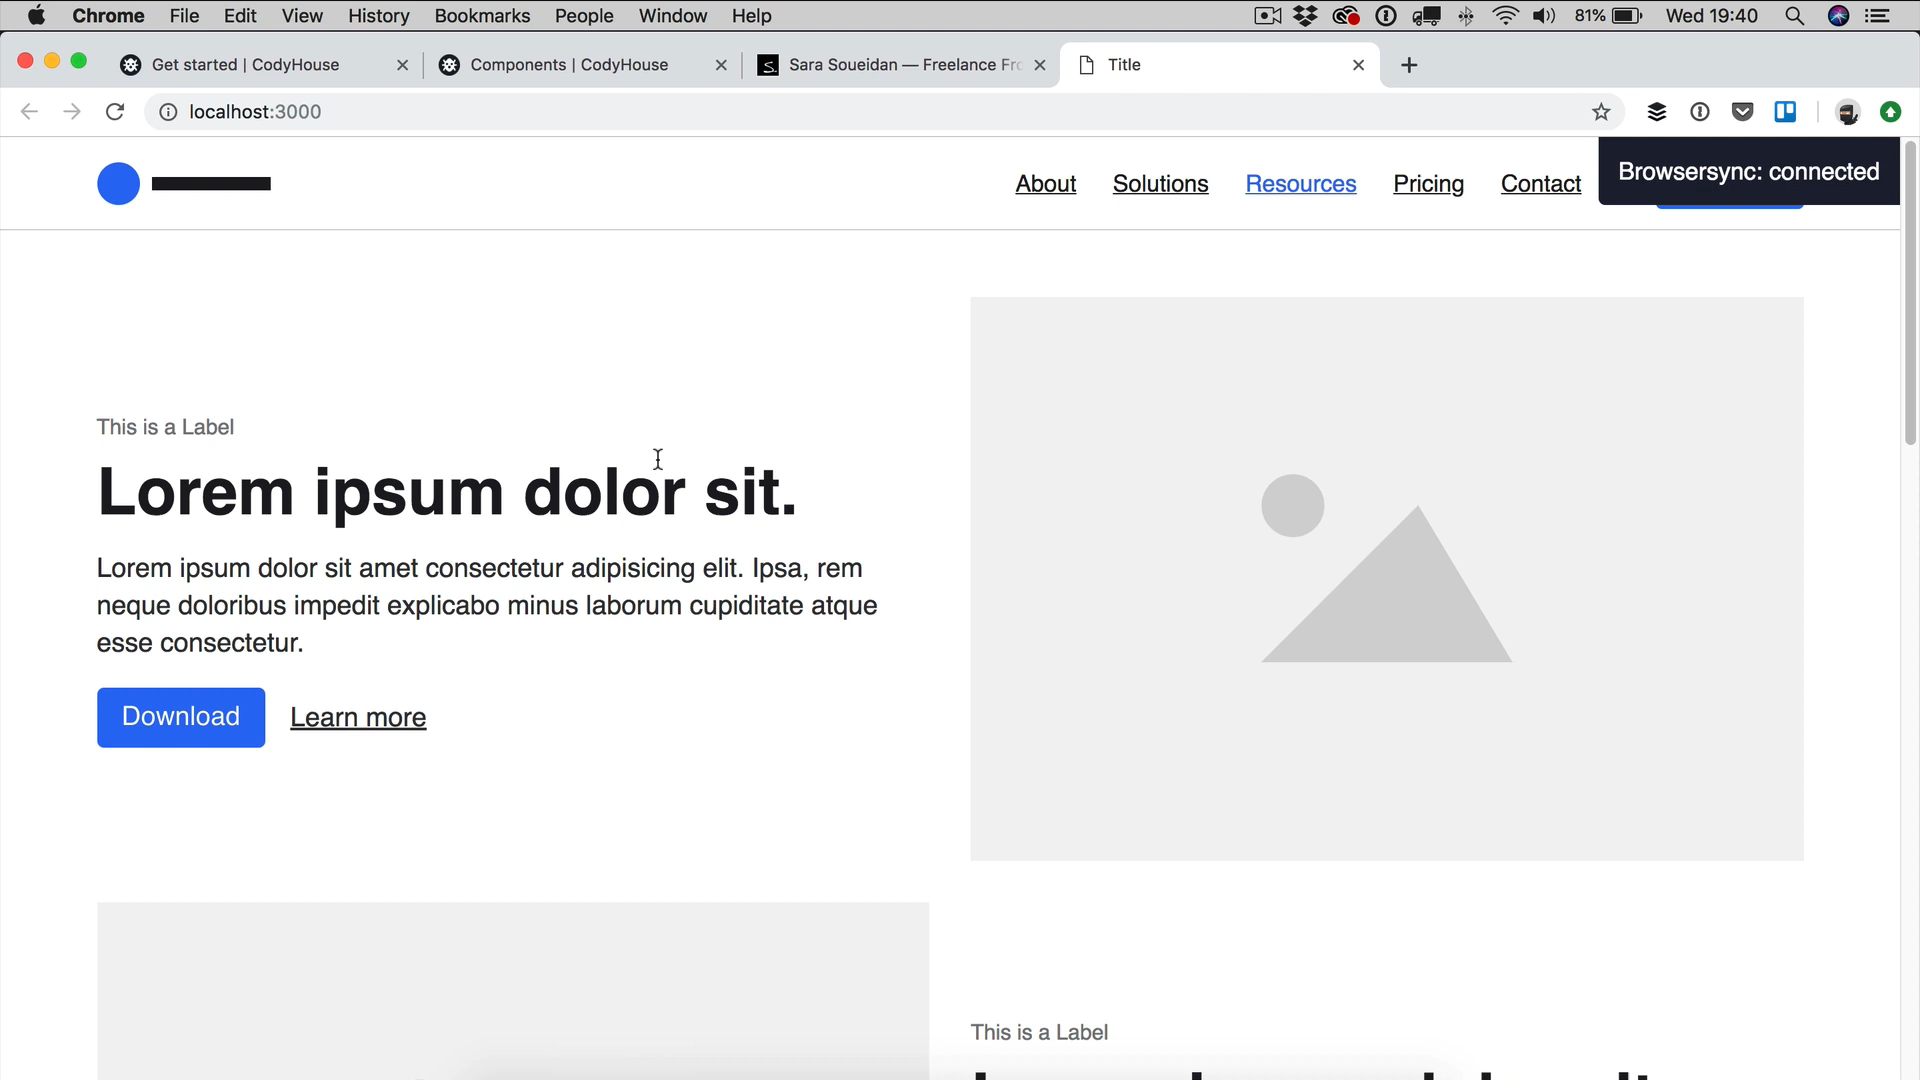 Chrome File Edit View History Bookmarks People Window Help 81% Wed 19:40
Get started | CodyHouse
Components | CodyHouse
Sara Soueidan — Freelance Fro
Title
localhost:3000
About Solutions Resources Pricing Contact
Browsersync: connected
This is a Label
Lorem ipsum dolor sit.
Lorem ipsum dolor sit amet consectetur adipisicing elit. Ipsa, rem
neque doloribus impedit explicabo minus laborum cupiditate atque
esse consectetur.
Download Learn more
This is a Label